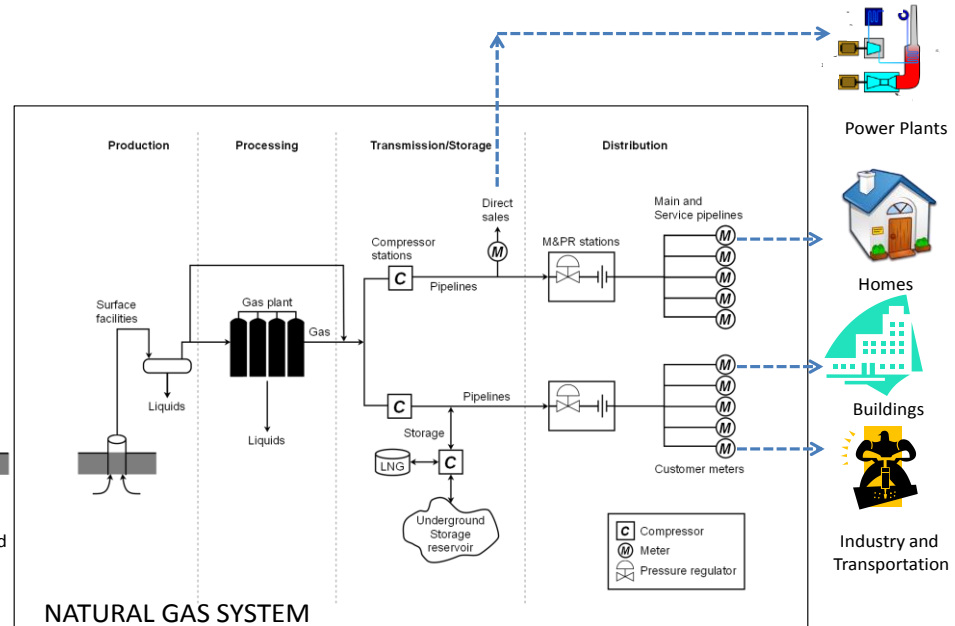 Power Plants
Production
Processing
Transmission/Storage
Distribution
Direct
sales
M
Main and
Service pipelines
M&PR stations
Compressor
stations
C
Pipelines
M
M
M
M
M
Homes
Surface
facilities
Gas plant
Gas
Liquids
Liquids
C
Pipelines
Storage
LNG
C
Underground
Storage
reservoir
M
M
M
M
M
Customer meters
Buildings
C Compressor
M Meter
Pressure regulator
Industry and
Transportation
d
NATURAL GAS SYSTEM